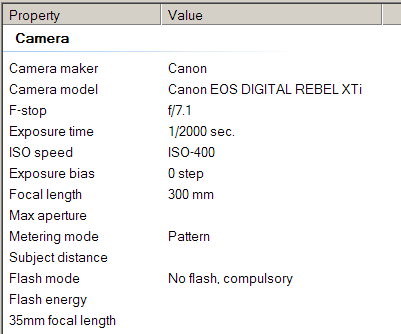 Property Value
Camera
Camera maker Canon
Camera model Canon EOS DIGITAL REBEL XTi
F-stop f/7.1
Exposure time 1/2000 sec.
ISO speed ISO-400
Exposure bias 0 step
Focal length 300 mm
Max aperture
Metering mode Pattern
Subject distance
Flash mode No flash, compulsory
Flash energy
35mm focal length